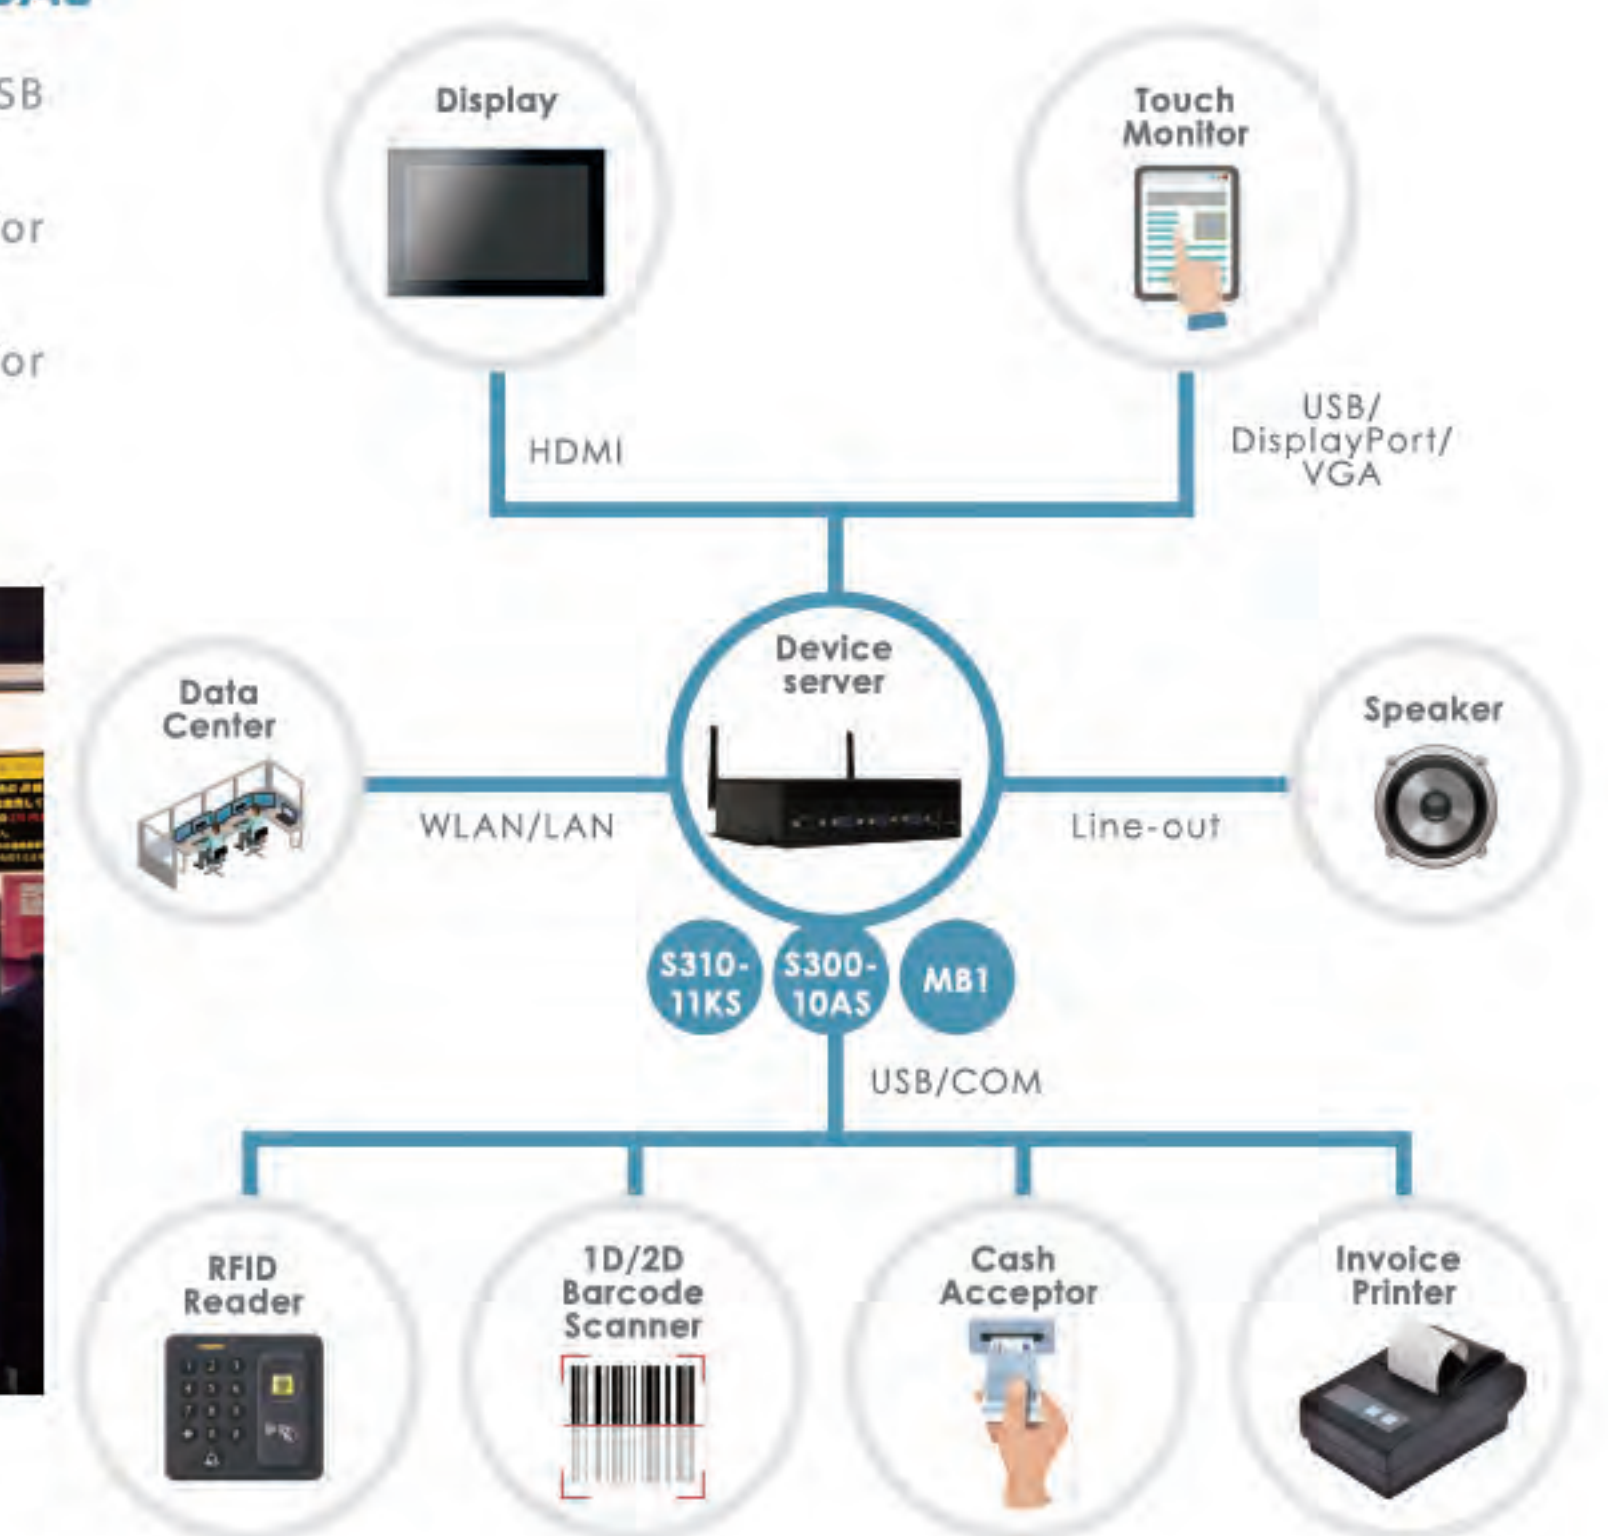 SB
or
or
Display
Touch
Monitor
HDMI
USB/
DisplayPort/
VGA
Device
server
Data
Center
WLAN/LAN
Speaker
Line-out
S310-
11KS
S300-
10AS
MB1
USB/COM
RFID
Reader
1D/2D
Barcode
Scanner
Cash
Acceptor
Invoice
Printer